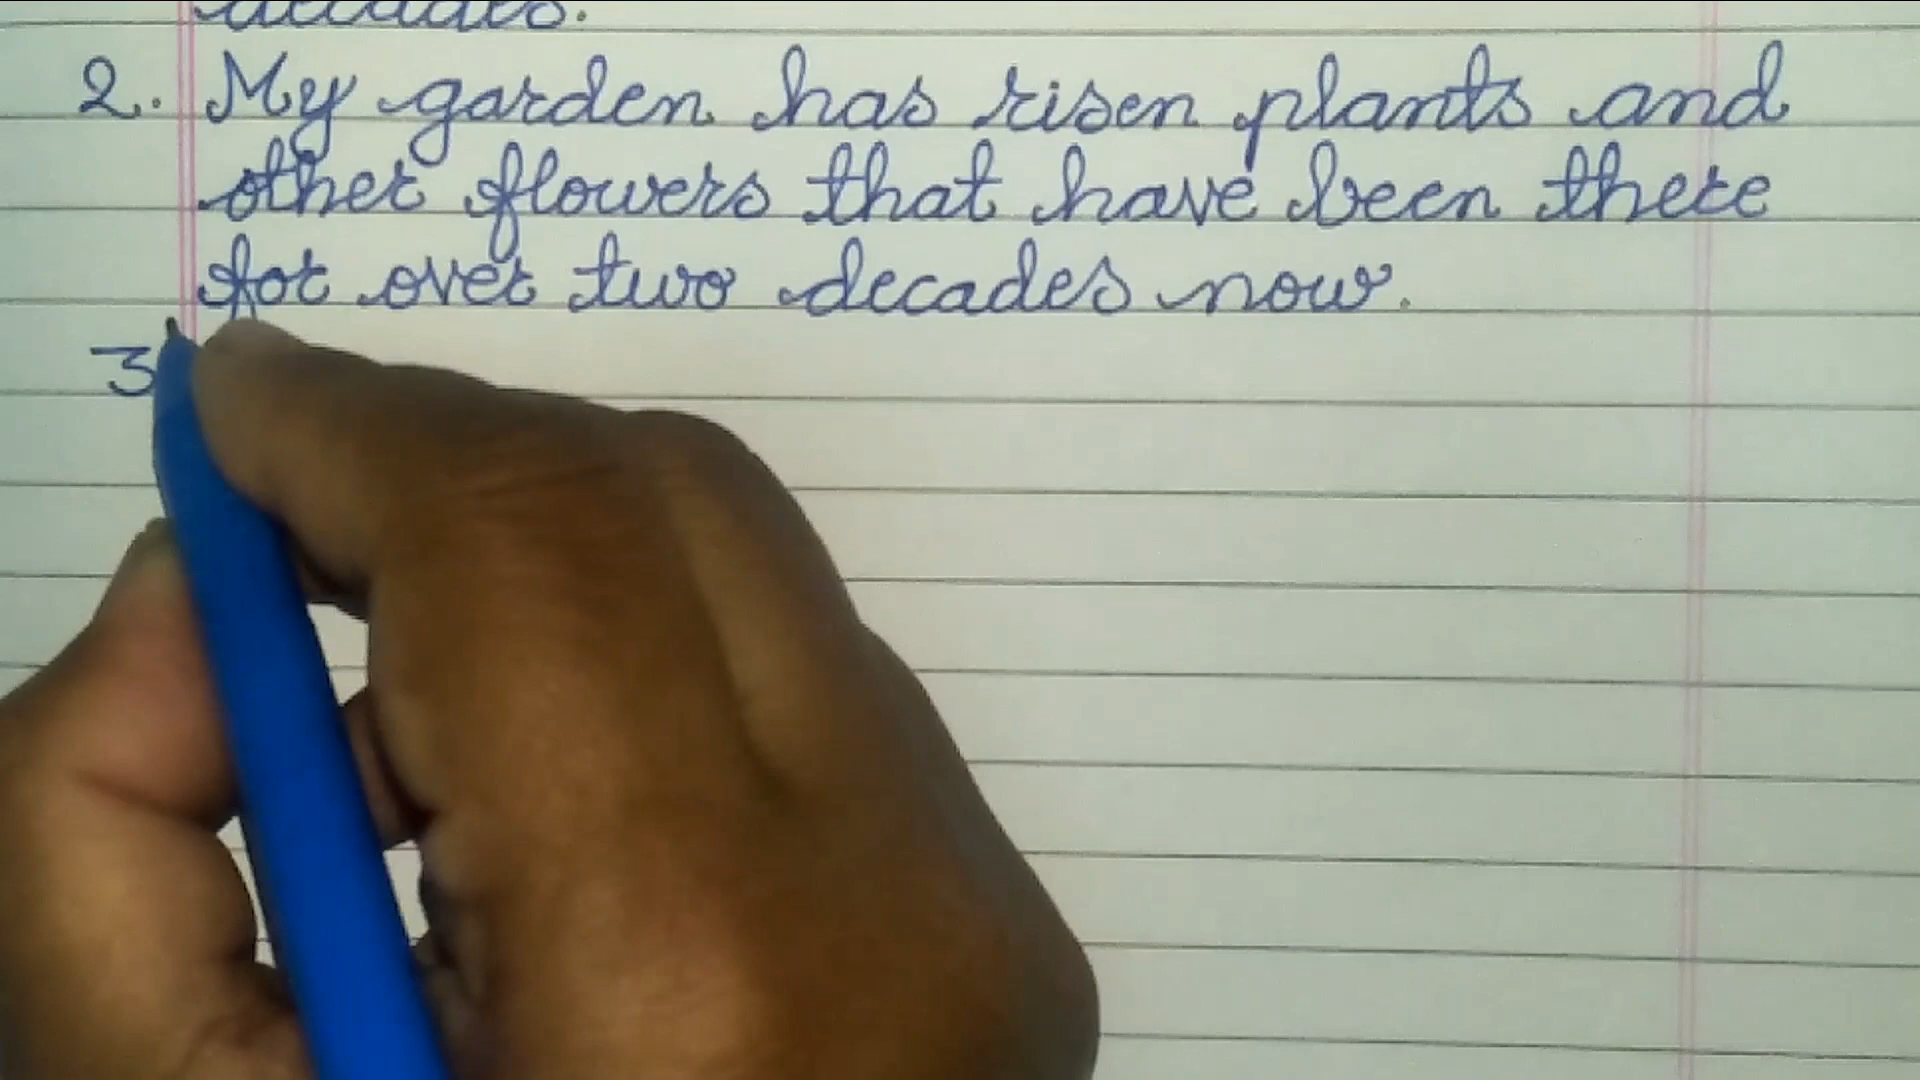 decades.
2. My garden has risen plants and
other flowers that have been there
for over two decades now.
3